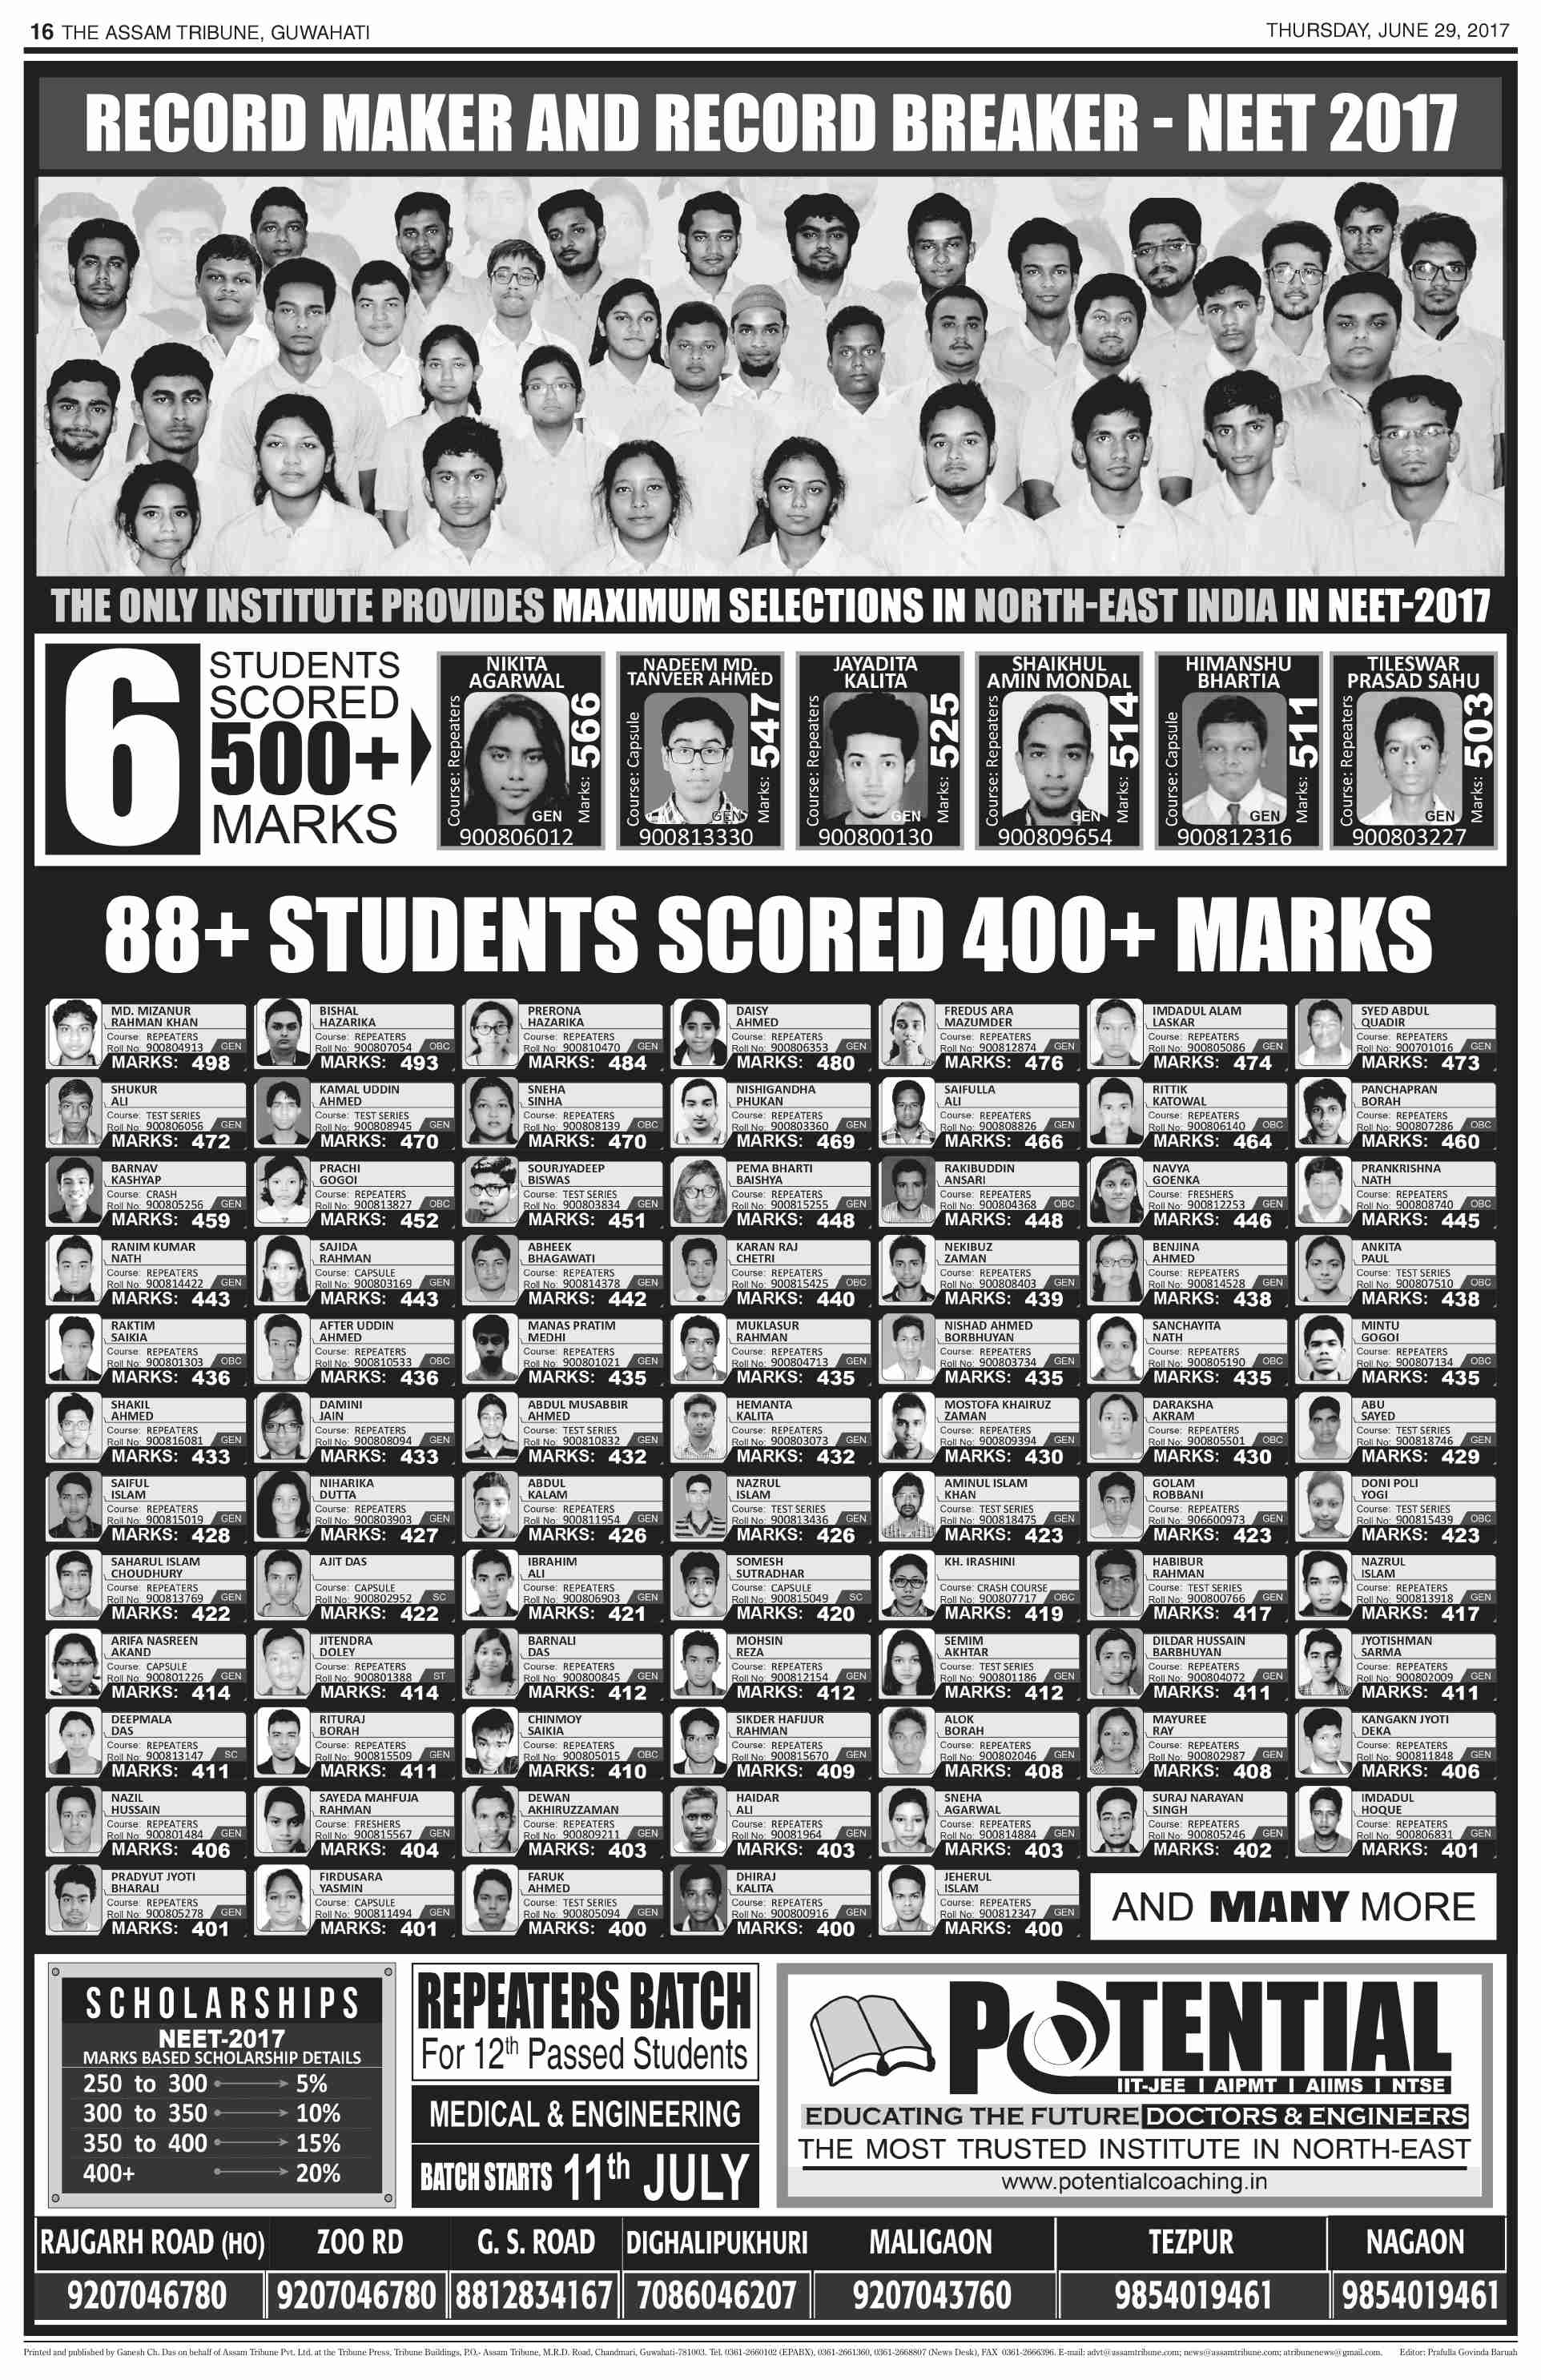 16 THE ASSAM TRIBUNE, GUWAHATI
THURSDAY, JUNE 29, 2017
RECORD MAKER AND RECORD BREAKER - NEET 2017
THE ONLY INSTITUTE PROVIDES MAXIMUM SELECTIONS IN NORTH-EAST INDIA IN NEET-2017
6
STUDENTS
SCORED
500+
MARKS
NIKITA
AGARWAL
Course: Repeaters
Marks: 566
GEN
900806012
NADEEM MD.
TANVEER AHMED
Course: Capsule
Marks: 547
GEN
900813330
JAYADITA
KALITA
Course: Repeaters
Marks: 525
GEN
900800130
SHAIKHUL
AMIN MONDAL
Course: Repeaters
Marks: 514
GEN
900809654
HIMANSHU
BHARTIA
Course: Capsule
Marks: 511
GEN
900812316
TILESWAR
PRASAD SAHU
Course: Repeaters
Marks: 503
GEN
900803227
88+ STUDENTS SCORED 400+ MARKS
MD. MIZANUR
RAHMAN KHAN
Course: REPEATERS
Roll No: 900804913 GEN
MARKS: 498
BISHAL
HAZARIKA
Course: REPEATERS
Roll No: 900807054 OBC
MARKS: 493
PRERONA
HAZARIKA
Course: REPEATERS
Roll No: 900810470 GEN
MARKS: 484
DAISY
AHMED
Course: REPEATERS
Roll No: 900806353 GEN
MARKS: 480
FREDUS ARA
MAZUMDER
Course: REPEATERS
Roll No: 900812874 GEN
MARKS: 476
IMDADUL ALAM
LASKAR
Course: REPEATERS
Roll No: 900805086 GEN
MARKS: 474
SYED ABDUL
QUADIR
Course: REPEATERS
Roll No: 900701016 GEN
MARKS: 473
SHUKUR
ALI
Course: TEST SERIES
Roll No: 900806056 GEN
MARKS: 472
KAMAL UDDIN
AHMED
Course: TEST SERIES
Roll No: 900808945 GEN
MARKS: 470
SNEHA
SINHA
Course: REPEATERS
Roll No: 900808139 OBC
MARKS: 470
NISHIGANDHA
PHUKAN
Course: REPEATERS
Roll No: 900803360 GEN
MARKS: 469
SAIFULLA
ALI
Course: REPEATERS
Roll No: 900808826 GEN
MARKS: 466
RITTIK
KATOWAL
Course: REPEATERS
Roll No: 900806140 OBC
MARKS: 464
PANCHAPRAN
BORAH
Course: REPEATERS
Roll No: 900807286 OBC
MARKS: 460
BARNAV
KASHYAP
Course: CRASH
Roll No: 900805256 GEN
MARKS: 459
PRACHI
GOGOI
Course: REPEATERS
Roll No: 900813827 OBC
MARKS: 452
SOURJYADEEP
BISWAS
Course: TEST SERIES
Roll No: 900803834 GEN
MARKS: 451
PEMA BHARTI
BAISHYA
Course: REPEATERS
Roll No: 900815255 GEN
MARKS: 448
RAKIBUDDIN
ANSARI
Course: REPEATERS
Roll No: 900804368 OBC
MARKS: 448
NAVYA
GOENKA
Course: FRESHERS
Roll No: 900812253 GEN
MARKS: 446
PRANKRISHNA
NATH
Course: REPEATERS
Roll No: 900808740 OBC
MARKS: 445
RANIM KUMAR
NATH
Course: REPEATERS
Roll No: 900814422 GEN
MARKS: 443
SAJIDA
RAHMAN
Course: CAPSULE
Roll No: 900803169 GEN
MARKS: 443
ABHEEK
BHAGAWATI
Course: REPEATERS
Roll No: 900814378 GEN
MARKS: 442
KARAN RAJ
CHETRI
Course: REPEATERS
Roll No: 900815425 OBC
MARKS: 440
NEKIBUZ
ZAMAN
Course: REPEATERS
Roll No: 900808403 GEN
MARKS: 439
BENJINA
AHMED
Course: REPEATERS
Roll No: 900814528 GEN
MARKS: 438
ANKITA
PAUL
Course: TEST SERIES
Roll No: 900807510 OBC
MARKS: 438
RAKTIM
SAIKIA
Course: REPEATERS
Roll No: 900801303 OBC
MARKS: 436
AFTER UDDIN
AHMED
Course: REPEATERS
Roll No: 900810533 OBC
MARKS: 436
MANAS PRATIM
MEDHI
Course: REPEATERS
Roll No: 900801021 GEN
MARKS: 435
MUKLASUR
RAHMAN
Course: REPEATERS
Roll No: 900804713 GEN
MARKS: 435
NISHAD AHMED
BORBHUYAN
Course: REPEATERS
Roll No: 900803734 GEN
MARKS: 435
SANCHAYITA
NATH
Course: REPEATERS
Roll No: 900805190 OBC
MARKS: 435
MINTU
GOGOI
Course: REPEATERS
Roll No: 900807134 OBC
MARKS: 435
SHAKIL
AHMED
Course: REPEATERS
Roll No: 900816081 GEN
MARKS: 433
DAMINI
JAIN
Course: REPEATERS
Roll No: 900808094 GEN
MARKS: 433
ABDUL MUSABBIR
AHMED
Course: TEST SERIES
Roll No: 900810832 GEN
MARKS: 432
HEMANTA
KALITA
Course: REPEATERS
Roll No: 900803073 GEN
MARKS: 432
MOSTOFA KHAIRUZ
ZAMAN
Course: REPEATERS
Roll No: 900809394 GEN
MARKS: 430
DARAKSHA
AKRAM
Course: REPEATERS
Roll No: 900805501 OBC
MARKS: 430
ABU
SAYED
Course: TEST SERIES
Roll No: 900818746 GEN
MARKS: 429
SAIFUL
ISLAM
Course: REPEATERS
Roll No: 900815019 GEN
MARKS: 428
NIHARIKA
DUTTA
Course: REPEATERS
Roll No: 900803903 GEN
MARKS: 427
ABDUL
KALAM
Course: REPEATERS
Roll No: 900811954 GEN
MARKS: 426
NAZRUL
ISLAM
Course: TEST SERIES
Roll No: 900813436 GEN
MARKS: 426
AMINUL ISLAM
KHAN
Course: TEST SERIES
Roll No: 900818475 GEN
MARKS: 423
GOLAM
ROBBANI
Course: REPEATERS
Roll No: 906600973 GEN
MARKS: 423
DONI POLI
YOGI
Course: TEST SERIES
Roll No: 900815439 OBC
MARKS: 423
SAHARUL ISLAM
CHOUDHURY
Course: REPEATERS
Roll No: 900813769 GEN
MARKS: 422
AJIT DAS
Course: CAPSULE
Roll No: 900802952 SC
MARKS: 422
IBRAHIM
ALI
Course: REPEATERS
Roll No: 900806903 GEN
MARKS: 421
SOMESH
SUTRADHAR
Course: CAPSULE
Roll No: 900815049 SC
MARKS: 420
KH. IRASHINI
Course: CRASH COURSE
Roll No: 900807717 OBC
MARKS: 419
HABIBUR
RAHMAN
Course: TEST SERIES
Roll No: 900800766 GEN
MARKS: 417
NAZRUL
ISLAM
Course: REPEATERS
Roll No: 900813918 GEN
MARKS: 417
ARIFA NASREEN
AKAND
Course: CAPSULE
Roll No: 900801226 GEN
MARKS: 414
JITENDRA
DOLEY
Course: REPEATERS
Roll No: 900801388 ST
MARKS: 414
BARNALI
DAS
Course: REPEATERS
Roll No: 900800845 GEN
MARKS: 412
MOHSIN
REZA
Course: REPEATERS
Roll No: 900812154 GEN
MARKS: 412
SEMIM
AKHTAR
Course: TEST SERIES
Roll No: 900801186 GEN
MARKS: 412
DILDAR HUSSAIN
BARBHUYAN
Course: REPEATERS
Roll No: 900804072 GEN
MARKS: 411
JYOTISHMAN
SARMA
Course: REPEATERS
Roll No: 900802009 GEN
MARKS: 411
DEEPMALA
DAS
Course: REPEATERS
Roll No: 900813147 SC
MARKS: 411
RITURAJ
BORAH
Course: REPEATERS
Roll No: 900815509 GEN
MARKS: 411
CHINMOY
SAIKIA
Course: REPEATERS
Roll No: 900805015 OBC
MARKS: 410
SIKDER HAFIJUR
RAHMAN
Course: REPEATERS
Roll No: 900815670 GEN
MARKS: 409
ALOK
BORAH
Course: REPEATERS
Roll No: 900802046 GEN
MARKS: 408
MAYUREE
RAY
Course: REPEATERS
Roll No: 900802987 GEN
MARKS: 408
KANGAKN JYOTI
DEKA
Course: REPEATERS
Roll No: 900811848 GEN
MARKS: 406
NAZIL
HUSSAIN
Course: REPEATERS
Roll No: 900801484 GEN
MARKS: 406
SAYEDA MAHFUJA
RAHMAN
Course: FRESHERS
Roll No: 900815567 GEN
MARKS: 404
DEWAN
AKHIRUZZAMAN
Course: REPEATERS
Roll No: 900809211 GEN
MARKS: 403
HAIDAR
ALI
Course: REPEATERS
Roll No: 90081964 GEN
MARKS: 403
SNEHA
AGARWAL
Course: REPEATERS
Roll No: 900814884 GEN
MARKS: 403
SURAJ NARAYAN
SINGH
Course: REPEATERS
Roll No: 900805246 GEN
MARKS: 402
IMDADUL
HOQUE
Course: REPEATERS
Roll No: 900806831 GEN
MARKS: 401
PRADYUT JYOTI
BHARALI
Course: REPEATERS
Roll No: 900805278 GEN
MARKS: 401
FIRDUSARA
YASMIN
Course: CAPSULE
Roll No: 900811494 GEN
MARKS: 401
FARUK
AHMED
Course: TEST SERIES
Roll No: 900805094 GEN
MARKS: 400
DHIRAJ
KALITA
Course: REPEATERS
Roll No: 900800916 GEN
MARKS: 400
JEHERUL
ISLAM
Course: REPEATERS
Roll No: 900812347 GEN
MARKS: 400
AND MANY MORE
SCHOLARSHIPS
NEET-2017
MARKS BASED SCHOLARSHIP DETAILS
250 to 300 5%
300 to 350 10%
350 to 400 15%
400+ 20%
REPEATERS BATCH
For 12th Passed Students
MEDICAL & ENGINEERING
BATCH STARTS 11th JULY
POTENTIAL
IIT-JEE I AIPMT I AIIMS I NTSE
EDUCATING THE FUTURE DOCTORS & ENGINEERS
THE MOST TRUSTED INSTITUTE IN NORTH-EAST
www.potentialcoaching.in
RAJGARH ROAD (HO) ZOO RD G. S. ROAD DIGHALIPUKHURI MALIGAON TEZPUR NAGAON
9207046780 9207046780 8812834167 7086046207 9207043760 9854019461 9854019461
Printed and published by Ganesh Ch. Das on behalf of Assam Tribune Pvt. Ltd. at the Tribune Press, Tribune Buildings, P.O.- Assam Tribune, M.R.D. Road, Chandmari, Guwahati-781003. Tel. 0361-2660102 (EPABX), 0361-2661360, 0361-2668807 (News Desk), FAX 0361-2666396. E-mail: advt@assamtribune.com; news@assamtribune.com; atribunenews@gmail.com. Editor: Prafulla Govinda Baruah